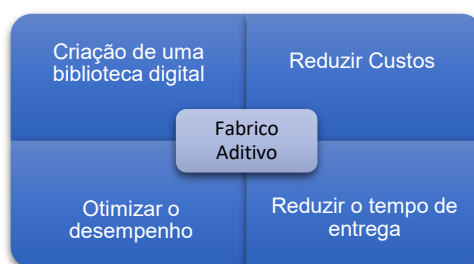 Criação de uma
biblioteca digital
Reduzir Custos
Fabrico
Aditivo
Otimizar o
desempenho
Reduzir o tempo de
entrega